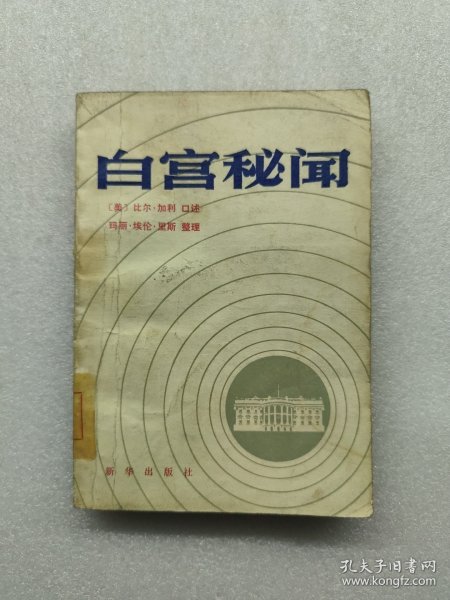 白宫秘闻
〔美〕比尔·加利 口述
玛丽·埃伦·里斯 整理
新华出版社
孔夫子旧书网
www.kongfz.com